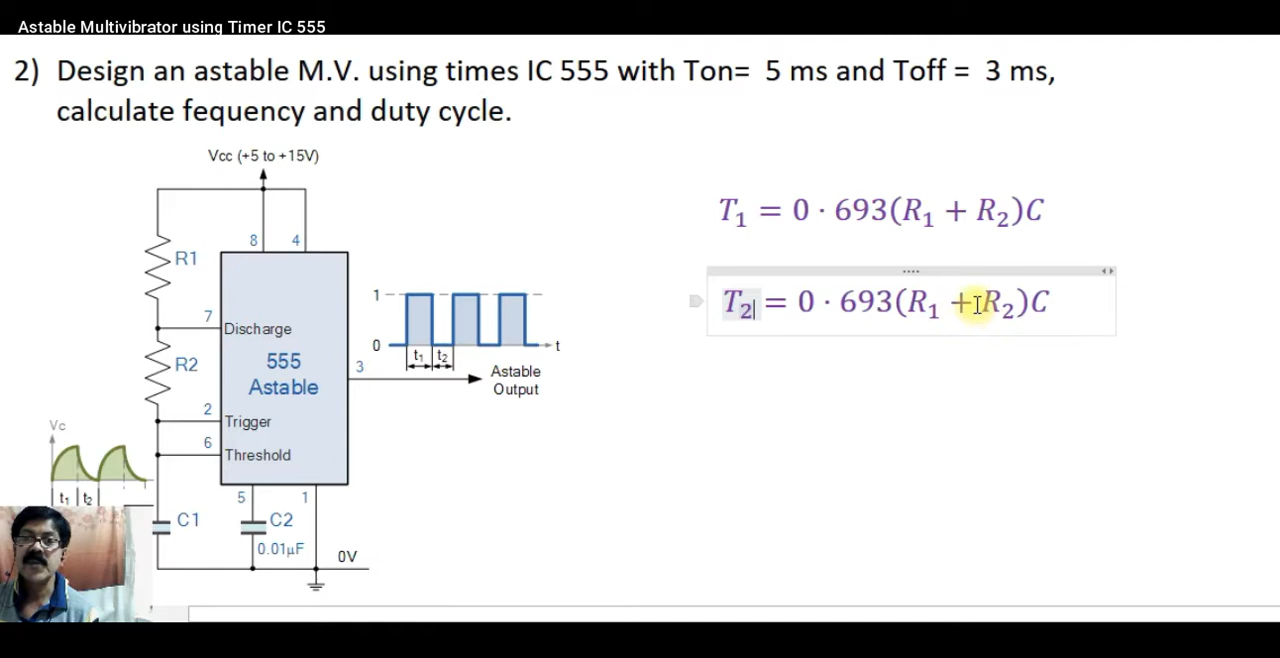 Astable Multivibrator using Timer IC 555
2) Design an astable M.V. using times IC 555 with Ton= 5 ms and Toff = 3 ms,
calculate fequency and duty cycle.
Vcc (+5 to +15V)
8 4
R1
7
Discharge
R2
555
Astable
2
Trigger
6
Threshold
5 1
3
1
0
t₁ t₂
t
Astable
Output
Vc
t₁ t₂
C1
C2
0.01µF
0V
T₁ = 0 · 693(R₁ + R₂)C
T₂ = 0 · 693(R₁ + R₂)C